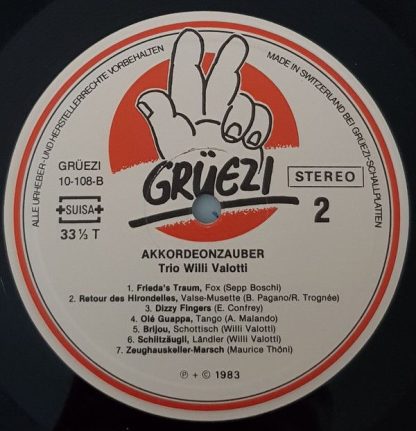 ALLE URHEBER- UND HERSTELLERRECHTE VORBEHALTEN
MADE IN SWITZERLAND BEI GRÜEZI-SCHALLPLATTEN
GRÜEZI
GRÜEZI
10-108-B
STEREO
+SUISA+
2
33⅓ T
AKKORDEONZAUBER
Trio Willi Valotti
1. Frieda's Traum, Fox (Sepp Boschi)
2. Retour des Hirondelles, Valse-Musette (B. Pagano/R. Trognée)
3. Dizzy Fingers (E. Confrey)
4. Olé Guappa, Tango (A. Malando)
5. Brijou, Schottisch (Willi Valotti)
6. Schlitzäugli, Ländler (Willi Valotti)
7. Zeughauskeller-Marsch (Maurice Thöni)
℗ + © 1983